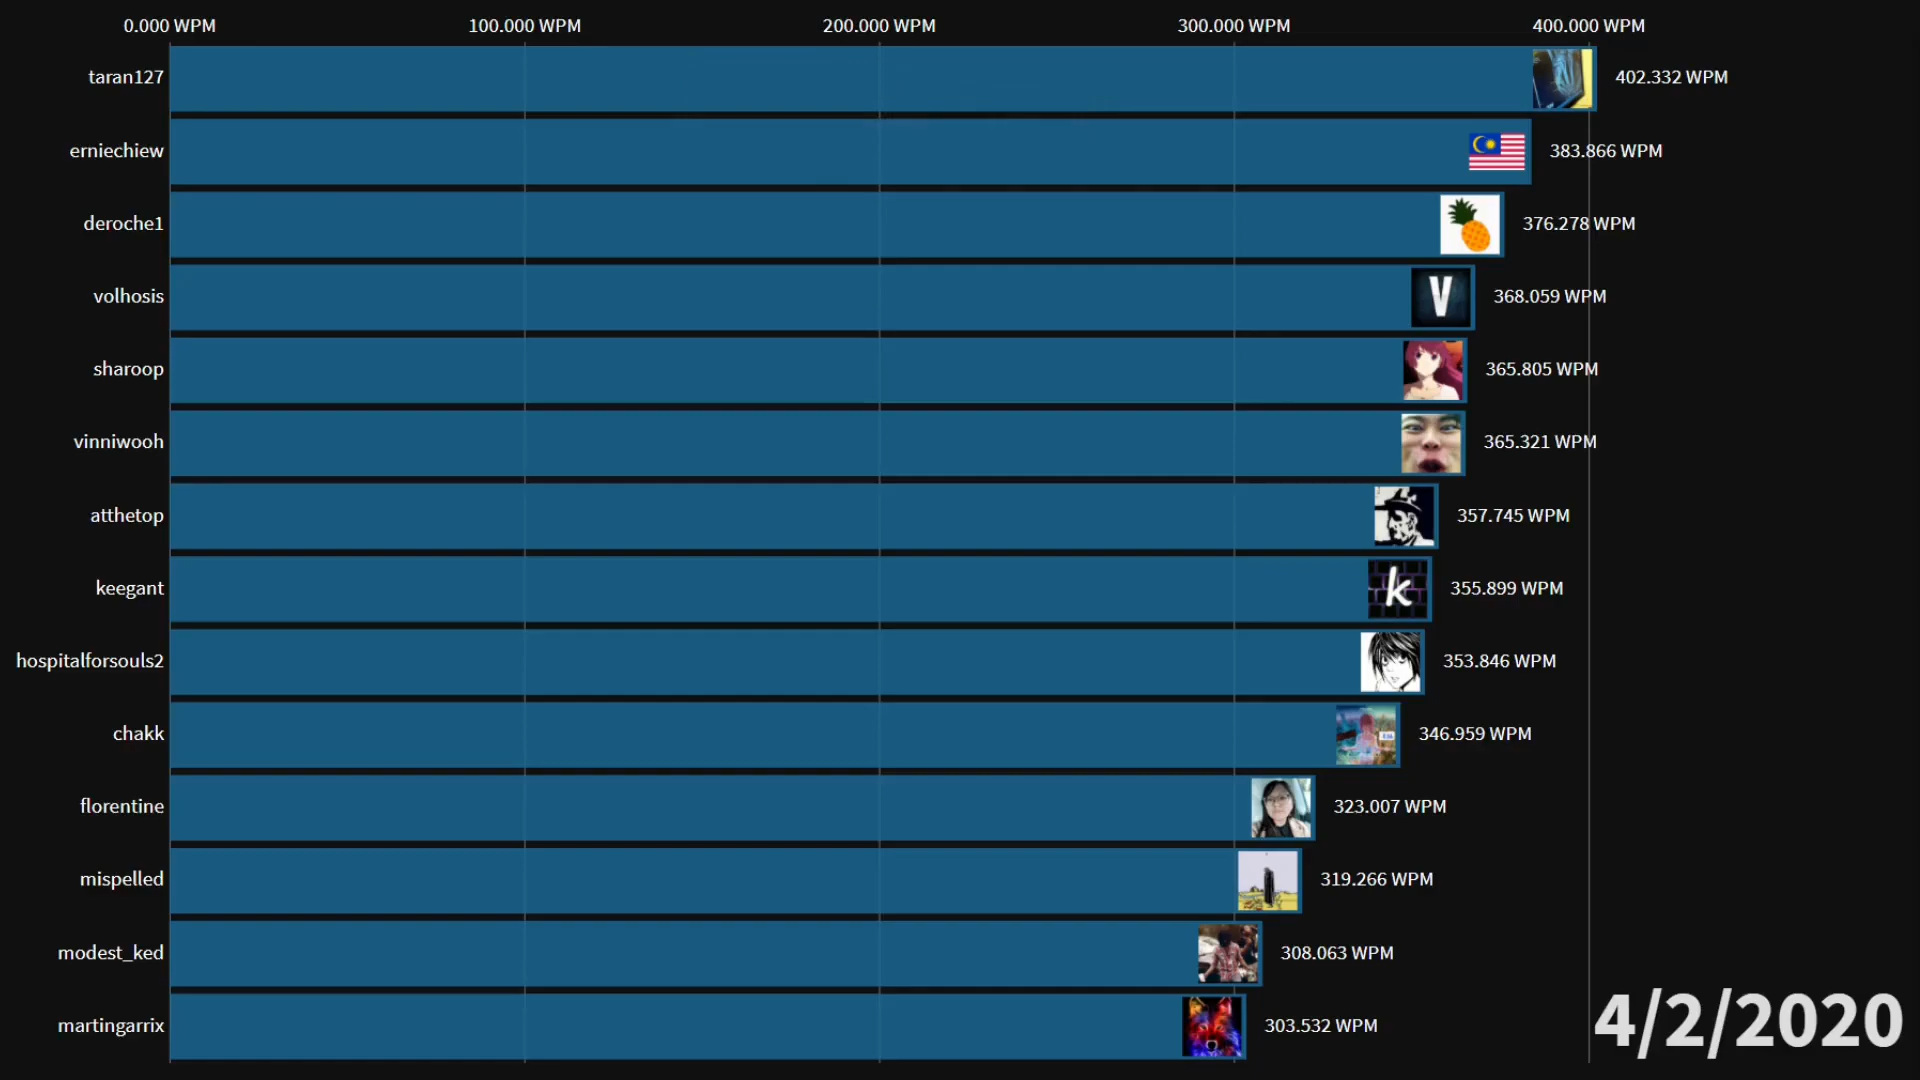 0.000 WPM 100.000 WPM 200.000 WPM 300.000 WPM 400.000 WPM
taran127 402.332 WPM
erniechiew 383.866 WPM
deroche1 376.278 WPM
volhosis V 368.059 WPM
sharoop 365.805 WPM
vinniwooh 365.321 WPM
atthetop 357.745 WPM
keegant k 355.899 WPM
hospitalforsouls2 353.846 WPM
chakk 346.959 WPM
florentine 323.007 WPM
mispelled 319.266 WPM
modest_ked 308.063 WPM
martingarrix 303.532 WPM
4/2/2020